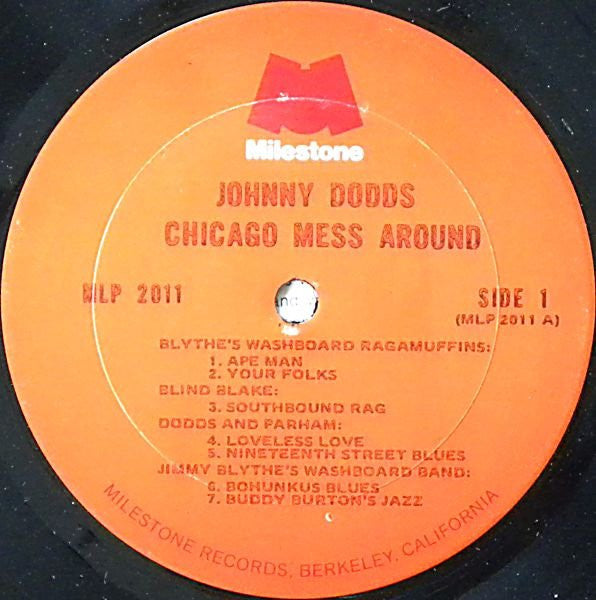 Milestone
JOHNNY DODDS
CHICAGO MESS AROUND
MLP 2011
SIDE 1
(MLP 2011 A)
BLYTHE'S WASHBOARD RAGAMUFFINS:
1. APE MAN
2. YOUR FOLKS
BLIND BLAKE:
3. SOUTHBOUND RAG
DODDS AND PARHAM:
4. LOVELESS LOVE
5. NINETEENTH STREET BLUES
JIMMY BLYTHE'S WASHBOARD BAND:
6. BOHUNKUS BLUES
7. BUDDY BURTON'S JAZZ
MILESTONE RECORDS, BERKELEY, CALIFORNIA